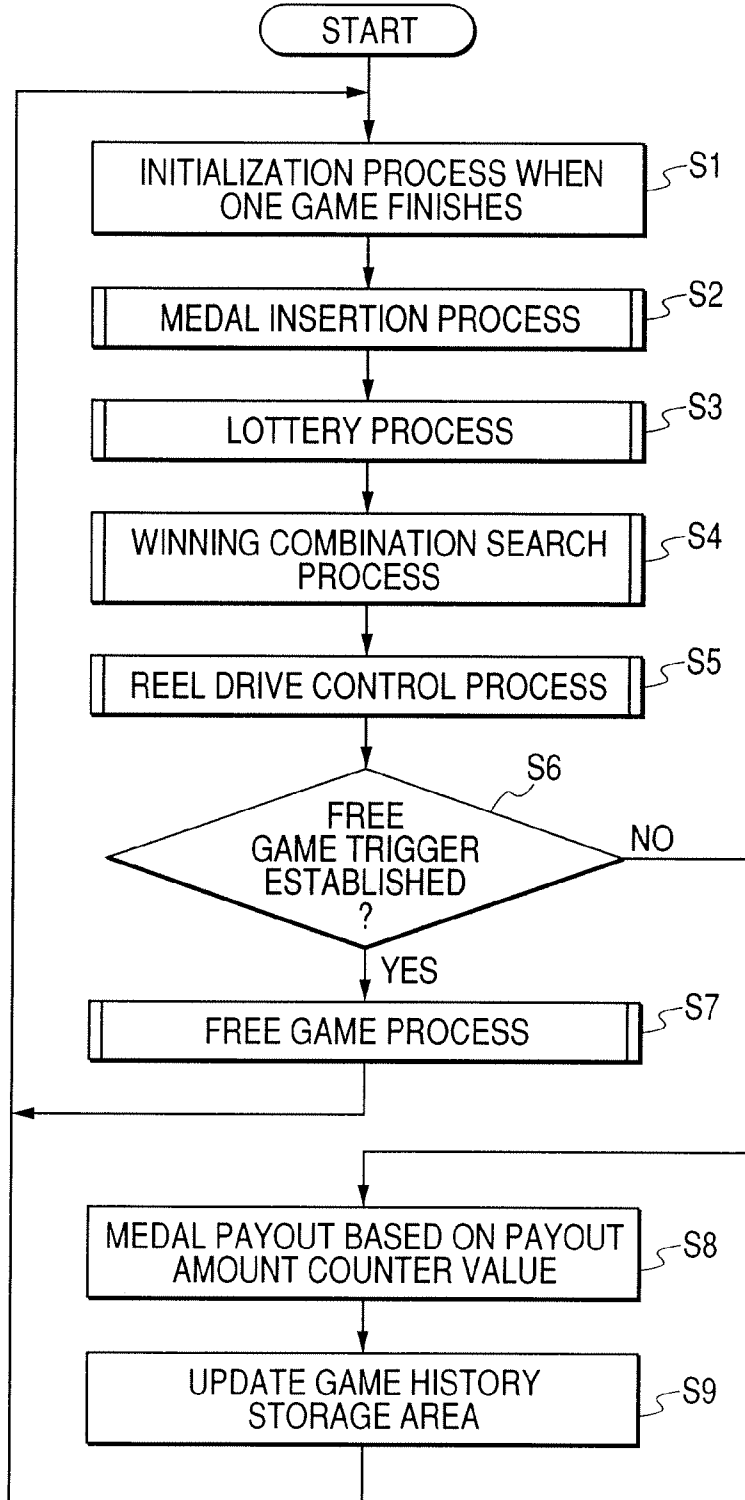 START
INITIALIZATION PROCESS WHEN
ONE GAME FINISHES
S1
MEDAL INSERTION PROCESS
S2
LOTTERY PROCESS
S3
WINNING COMBINATION SEARCH
PROCESS
S4
REEL DRIVE CONTROL PROCESS
S5
S6
FREE
GAME TRIGGER
ESTABLISHED
?
NO
YES
FREE GAME PROCESS
S7
MEDAL PAYOUT BASED ON PAYOUT
AMOUNT COUNTER VALUE
S8
UPDATE GAME HISTORY
STORAGE AREA
S9